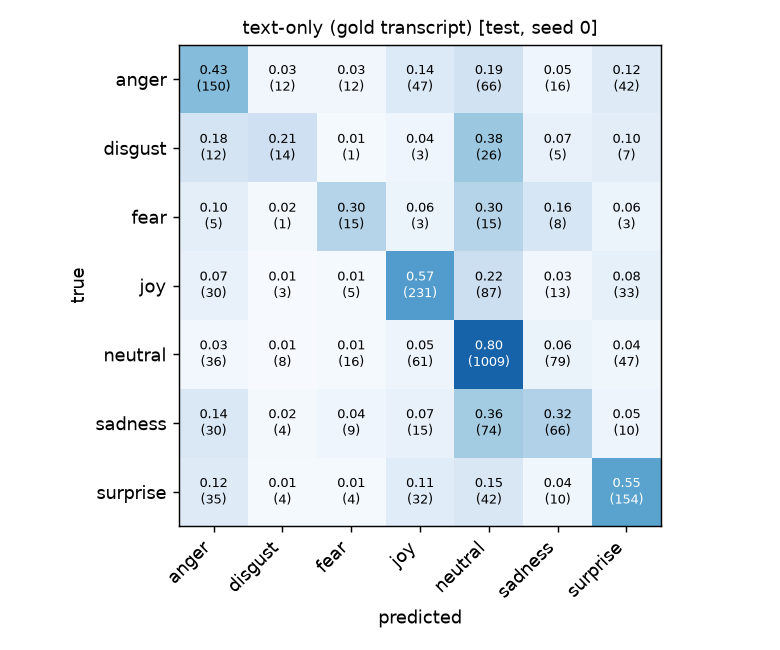 text-only (gold transcript) [test, seed 0]
anger 0.43 0.03 0.03 0.14 0.19 0.05 0.12
(150) (12) (12) (47) (66) (16) (42)
disgust 0.18 0.21 0.01 0.04 0.38 0.07 0.10
(12) (14) (1) (3) (26) (5) (7)
fear 0.10 0.02 0.30 0.06 0.30 0.16 0.06
(5) (1) (15) (3) (15) (8) (3)
joy 0.07 0.01 0.01 0.57 0.22 0.03 0.08
(30) (3) (5) (231) (87) (13) (33)
neutral 0.03 0.01 0.01 0.05 0.80 0.06 0.04
(36) (8) (16) (61) (1009) (79) (47)
sadness 0.14 0.02 0.04 0.07 0.36 0.32 0.05
(30) (4) (9) (15) (74) (66) (10)
surprise 0.12 0.01 0.01 0.11 0.15 0.04 0.55
(35) (4) (4) (32) (42) (10) (154)
true
anger disgust fear joy neutral sadness surprise
predicted